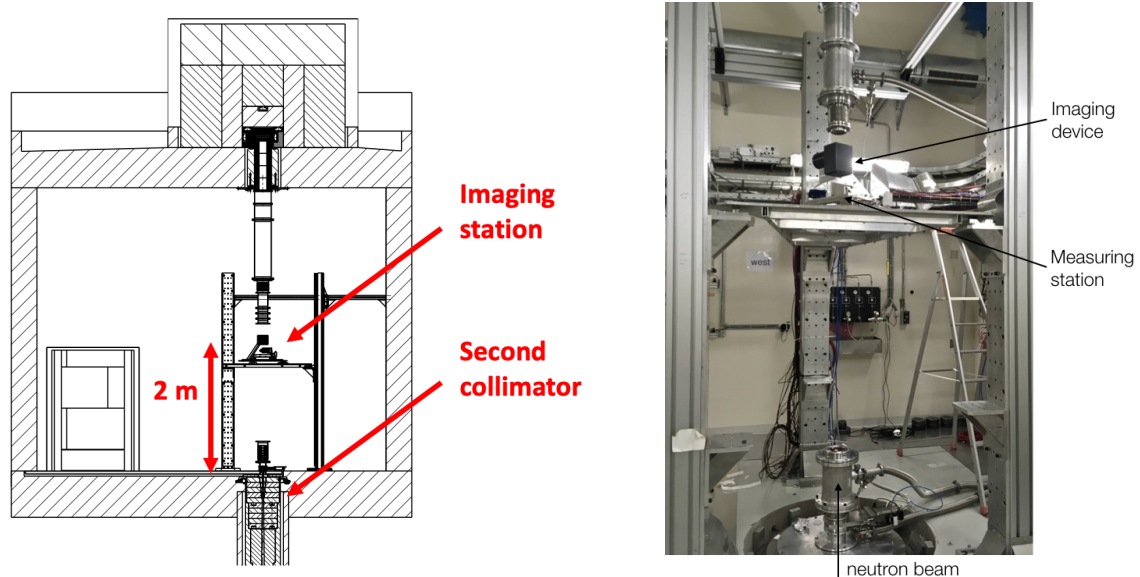 Imaging
station
2 m
Second
collimator
Imaging
device
Measuring
station
west
neutron beam